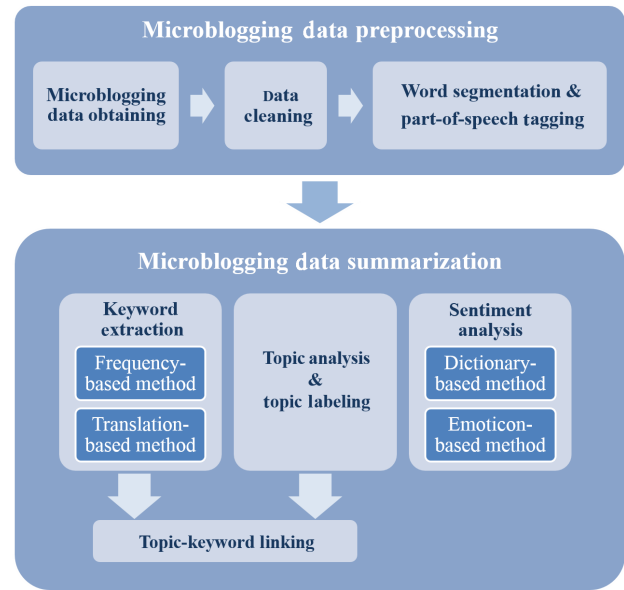 Microblogging data preprocessing
Microblogging
data obtaining
Data
cleaning
Word segmentation &
part-of-speech tagging
Microblogging data summarization
Keyword
extraction
Frequency-
based method
Translation-
based method
Topic analysis
&
topic labeling
Sentiment
analysis
Dictionary-
based method
Emoticon-
based method
Topic-keyword linking